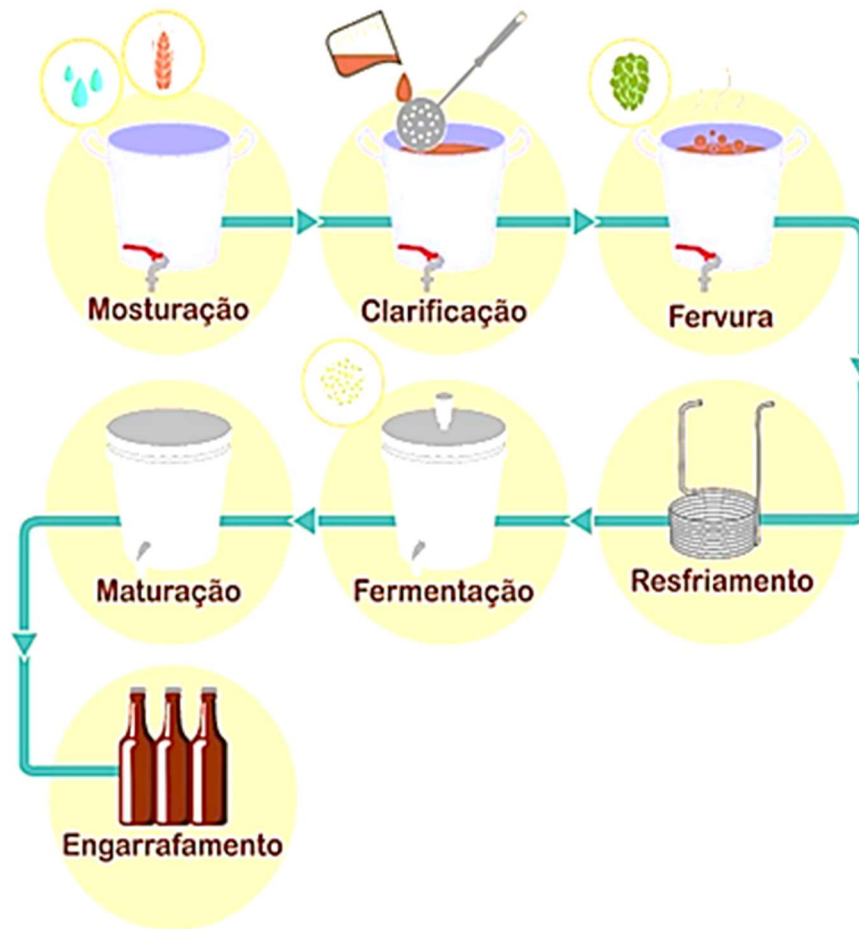 Mosturação
Clarificação
Fervura
Resfriamento
Fermentação
Maturação
Engarrafamento